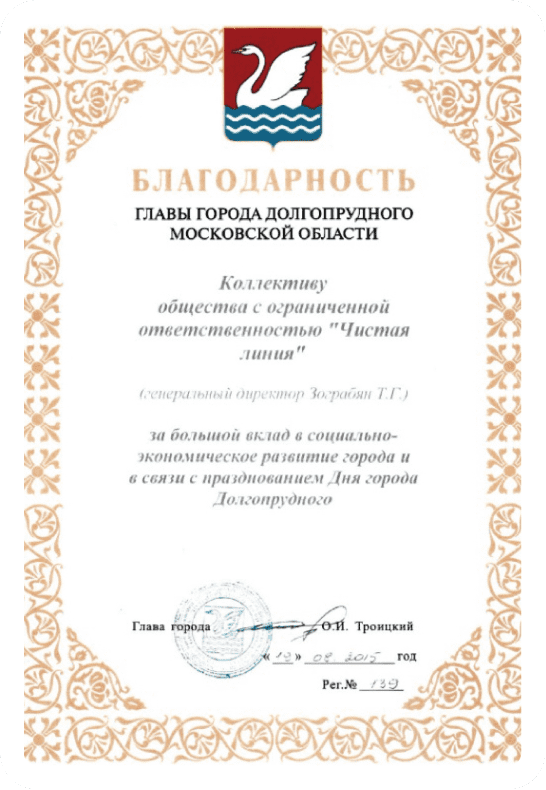 БЛАГОДАРНОСТЬ
ГЛАВЫ ГОРОДА ДОЛГОПРУДНОГО
МОСКОВСКОЙ ОБЛАСТИ
Коллективу
общества с ограниченной
ответственностью "Чистая
линия"
(генеральный директор Зограбян Т.Г.)
за большой вклад в социально-
экономическое развитие города и
в связи с празднованием Дня города
Долгопрудного
Глава города О.И. Троицкий
« » 09 2015 год
Рег.№ 139